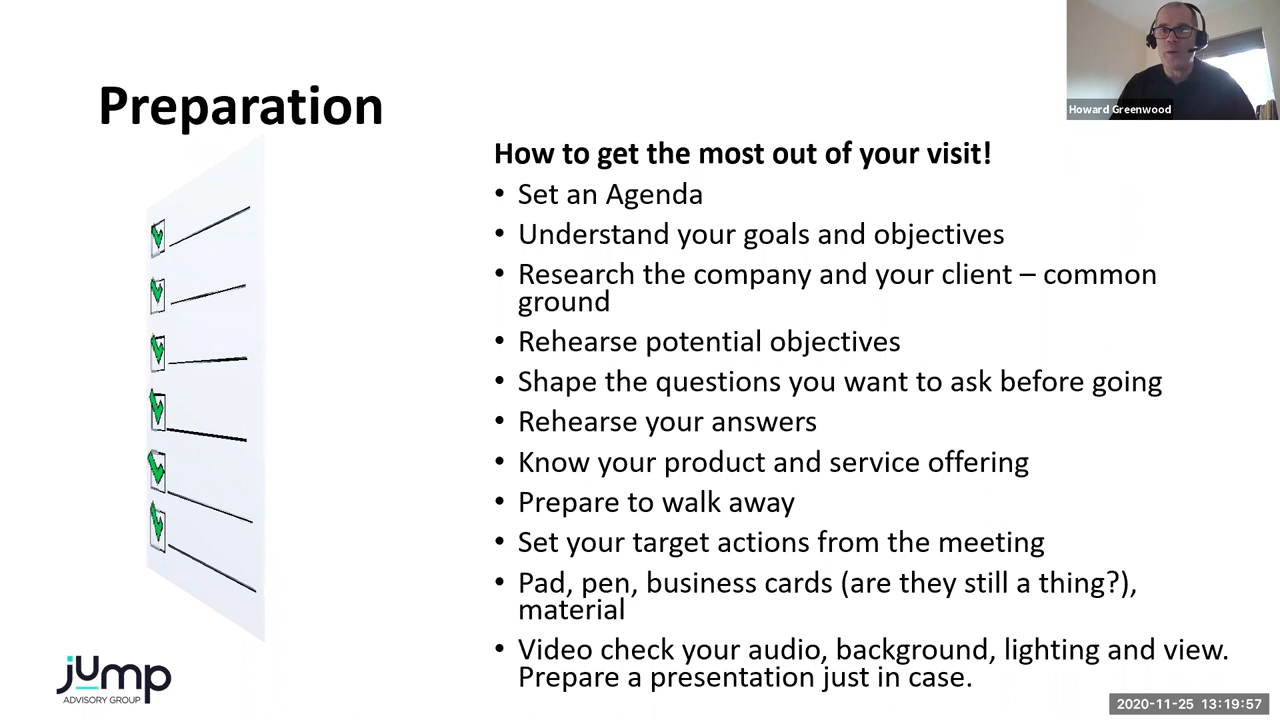 Preparation
Howard Greenwood
How to get the most out of your visit!
• Set an Agenda
• Understand your goals and objectives
• Research the company and your client – common
ground
• Rehearse potential objectives
• Shape the questions you want to ask before going
• Rehearse your answers
• Know your product and service offering
• Prepare to walk away
• Set your target actions from the meeting
• Pad, pen, business cards (are they still a thing?),
material
• Video check your audio, background, lighting and view.
Prepare a presentation just in case.
jump
ADVISORY GROUP
2020-11-25 13:19:57